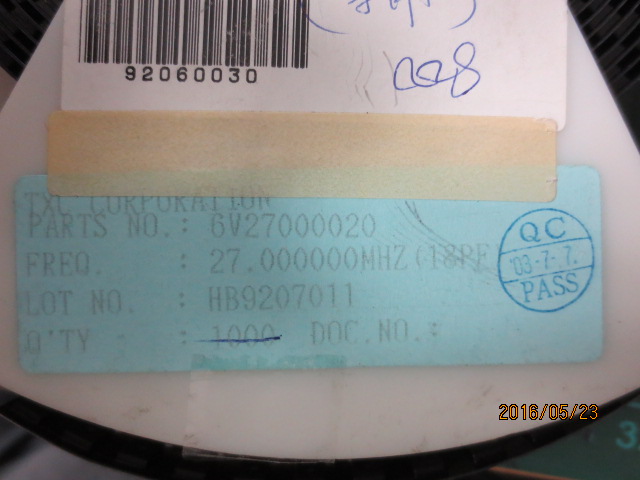 92060030
008
TXC CORPORATION
PARTS NO.: 6V27000020
FREQ. : 27.000000MHZ(18PF
LOT NO. : HB9207011
Q'TY : 1000 DOC.NO.:
QC
'03-7-7.
PASS
2016/05/23